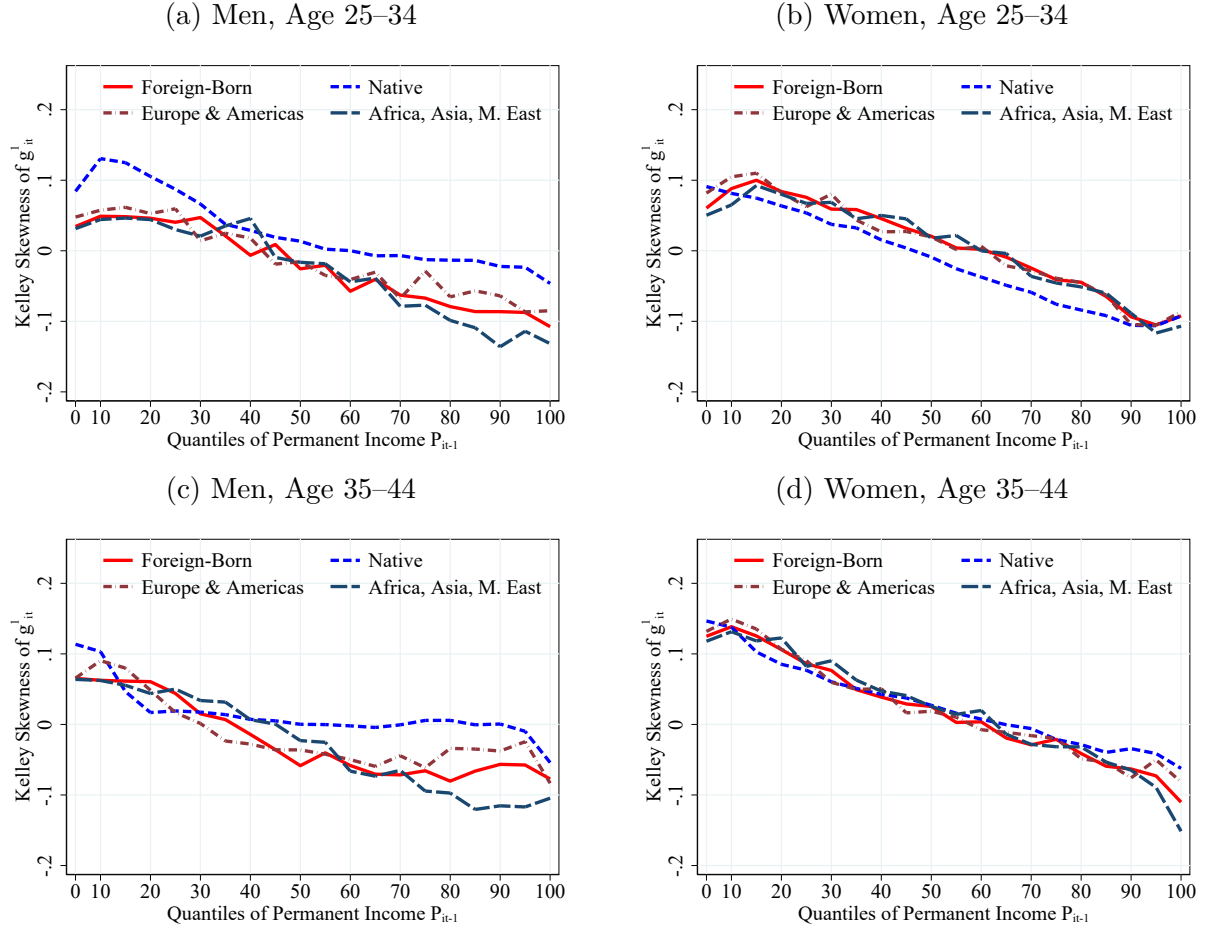 (a) Men, Age 25–34
Foreign-Born
Native
Europe & Americas
Africa, Asia, M. East
Kelley Skewness of g¹it
.2
.1
0
-.1
-.2
0 10 20 30 40 50 60 70 80 90 100
Quantiles of Permanent Income Pit-1
(b) Women, Age 25–34
Foreign-Born
Native
Europe & Americas
Africa, Asia, M. East
Kelley Skewness of g¹it
.2
.1
0
-.1
-.2
0 10 20 30 40 50 60 70 80 90 100
Quantiles of Permanent Income Pit-1
(c) Men, Age 35–44
Foreign-Born
Native
Europe & Americas
Africa, Asia, M. East
Kelley Skewness of g¹it
.2
.1
0
-.1
-.2
0 10 20 30 40 50 60 70 80 90 100
Quantiles of Permanent Income Pit-1
(d) Women, Age 35–44
Foreign-Born
Native
Europe & Americas
Africa, Asia, M. East
Kelley Skewness of g¹it
.2
.1
0
-.1
-.2
0 10 20 30 40 50 60 70 80 90 100
Quantiles of Permanent Income Pit-1